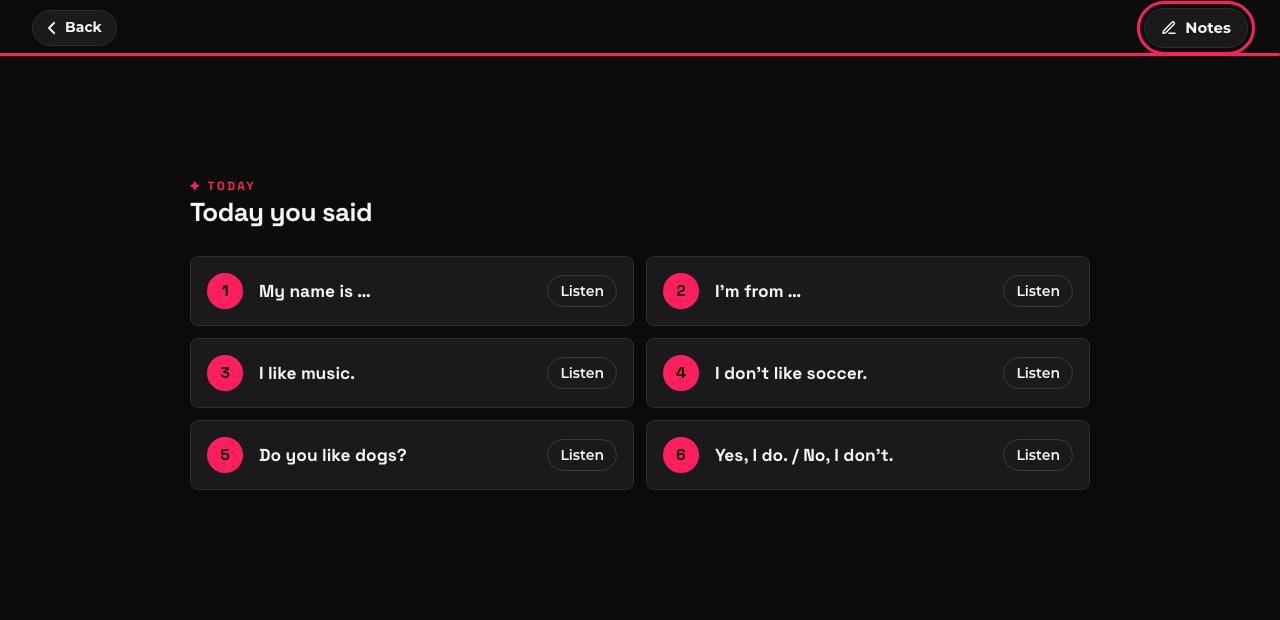 Back
Notes
TODAY
Today you said
1 My name is ... Listen
2 I'm from ... Listen
3 I like music. Listen
4 I don't like soccer. Listen
5 Do you like dogs? Listen
6 Yes, I do. / No, I don't. Listen